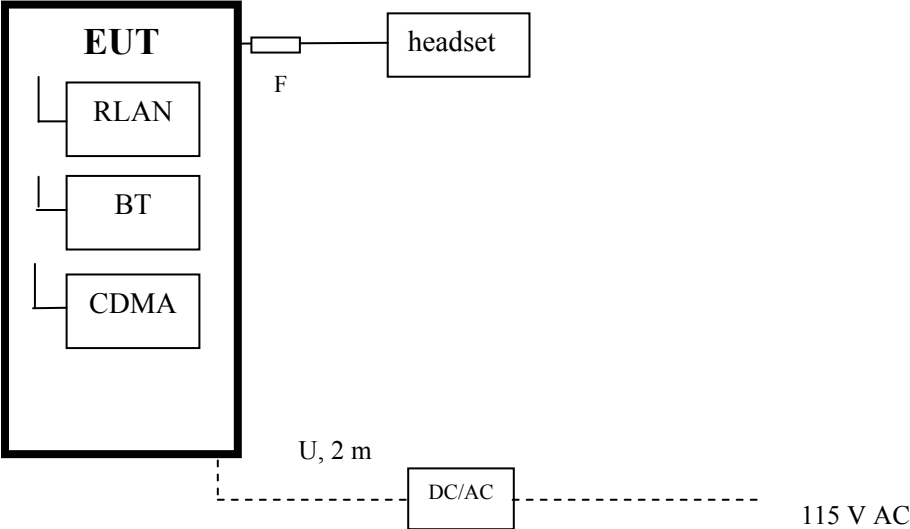 EUT
headset
F
RLAN
BT
CDMA
U, 2 m
DC/AC
115 V AC